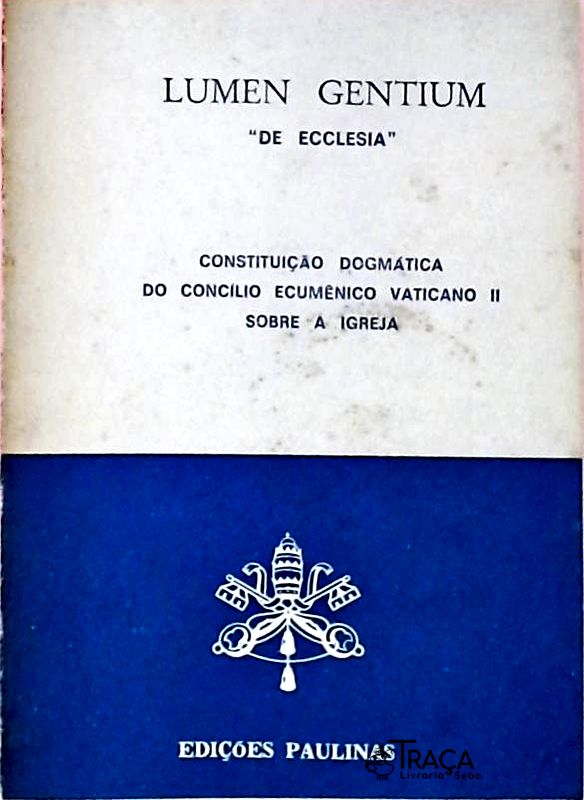 LUMEN GENTIUM
"DE ECCLESIA"
CONSTITUIÇÃO DOGMÁTICA
DO CONCÍLIO ECUMÊNICO VATICANO II
SOBRE A IGREJA
EDIÇÕES PAULINAS
TRAÇA
Livraria Sebo